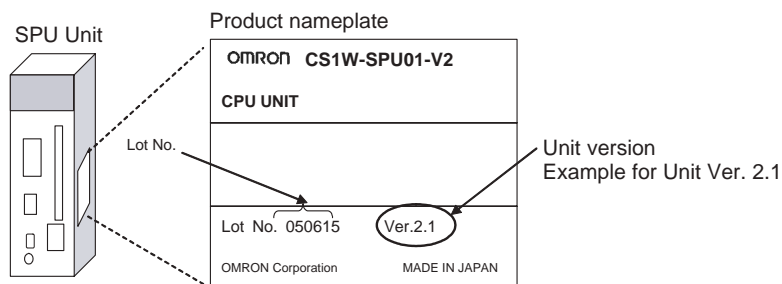 Product nameplate
SPU Unit
OMRON CS1W-SPU01-V2
CPU UNIT
Lot No.
Unit version
Example for Unit Ver. 2.1
Lot No. 050615 Ver.2.1
OMRON Corporation MADE IN JAPAN